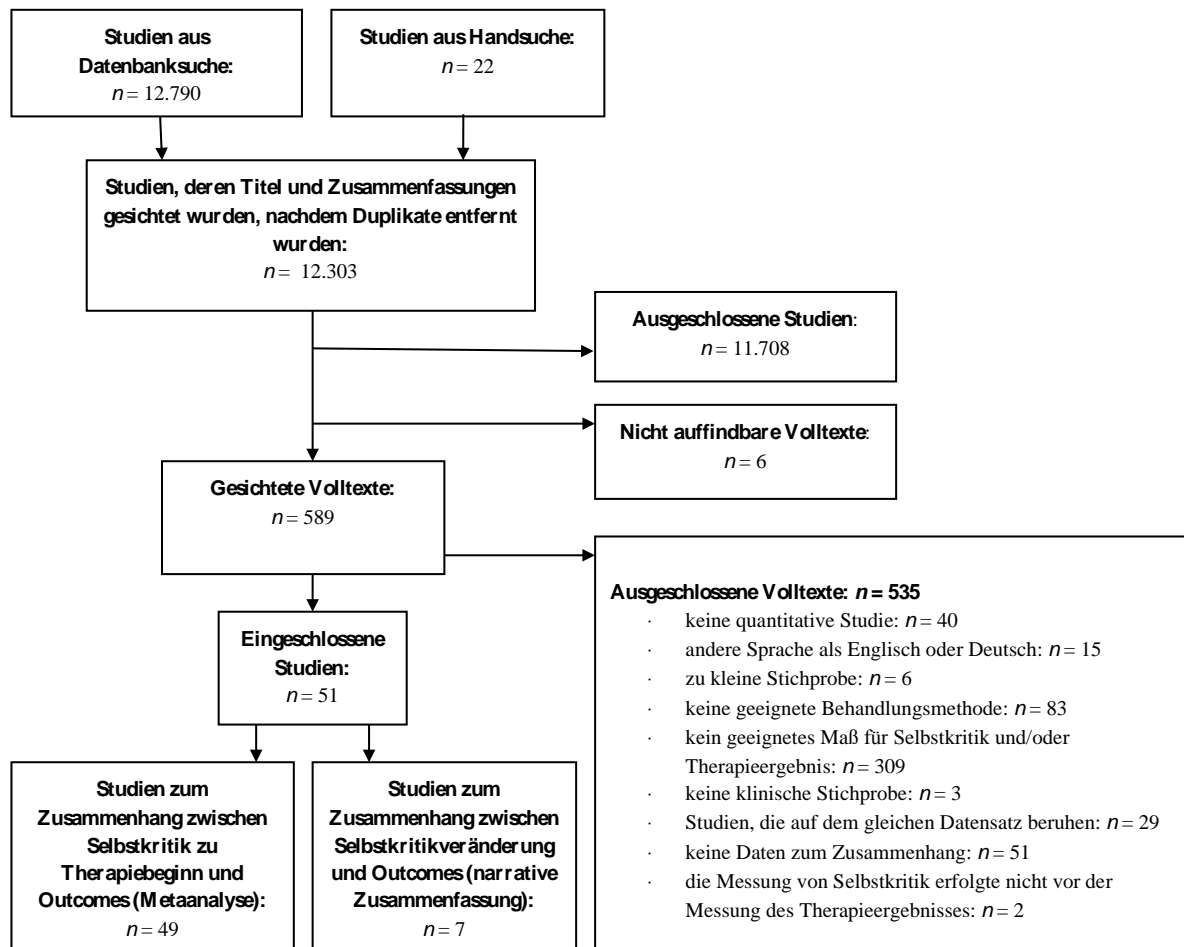 Studien aus
Datenbanksuche:
n = 12.790
Studien aus Handsuche:
n = 22
Studien, deren Titel und Zusammenfassungen
gesichtet wurden, nachdem Duplikate entfernt
wurden:
n = 12.303
Ausgeschlossene Studien:
n = 11.708
Nicht auffindbare Volltexte:
n = 6
Gesichtete Volltexte:
n = 589
Ausgeschlossene Volltexte: n = 535
· keine quantitative Studie: n = 40
· andere Sprache als Englisch oder Deutsch: n = 15
· zu kleine Stichprobe: n = 6
· keine geeignete Behandlungsmethode: n = 83
· kein geeignetes Maß für Selbstkritik und/oder
Therapieergebnis: n = 309
· keine klinische Stichprobe: n = 3
· Studien, die auf dem gleichen Datensatz beruhen: n = 29
· keine Daten zum Zusammenhang: n = 51
· die Messung von Selbstkritik erfolgte nicht vor der
Messung des Therapieergebnisses: n = 2
Eingeschlossene
Studien:
n = 51
Studien zum
Zusammenhang zwischen
Selbstkritik zu
Therapiebeginn und
Outcomes (Metaanalyse):
n = 49
Studien zum
Zusammenhang zwischen
Selbstkritikveränderung
und Outcomes (narrative
Zusammenfassung):
n = 7